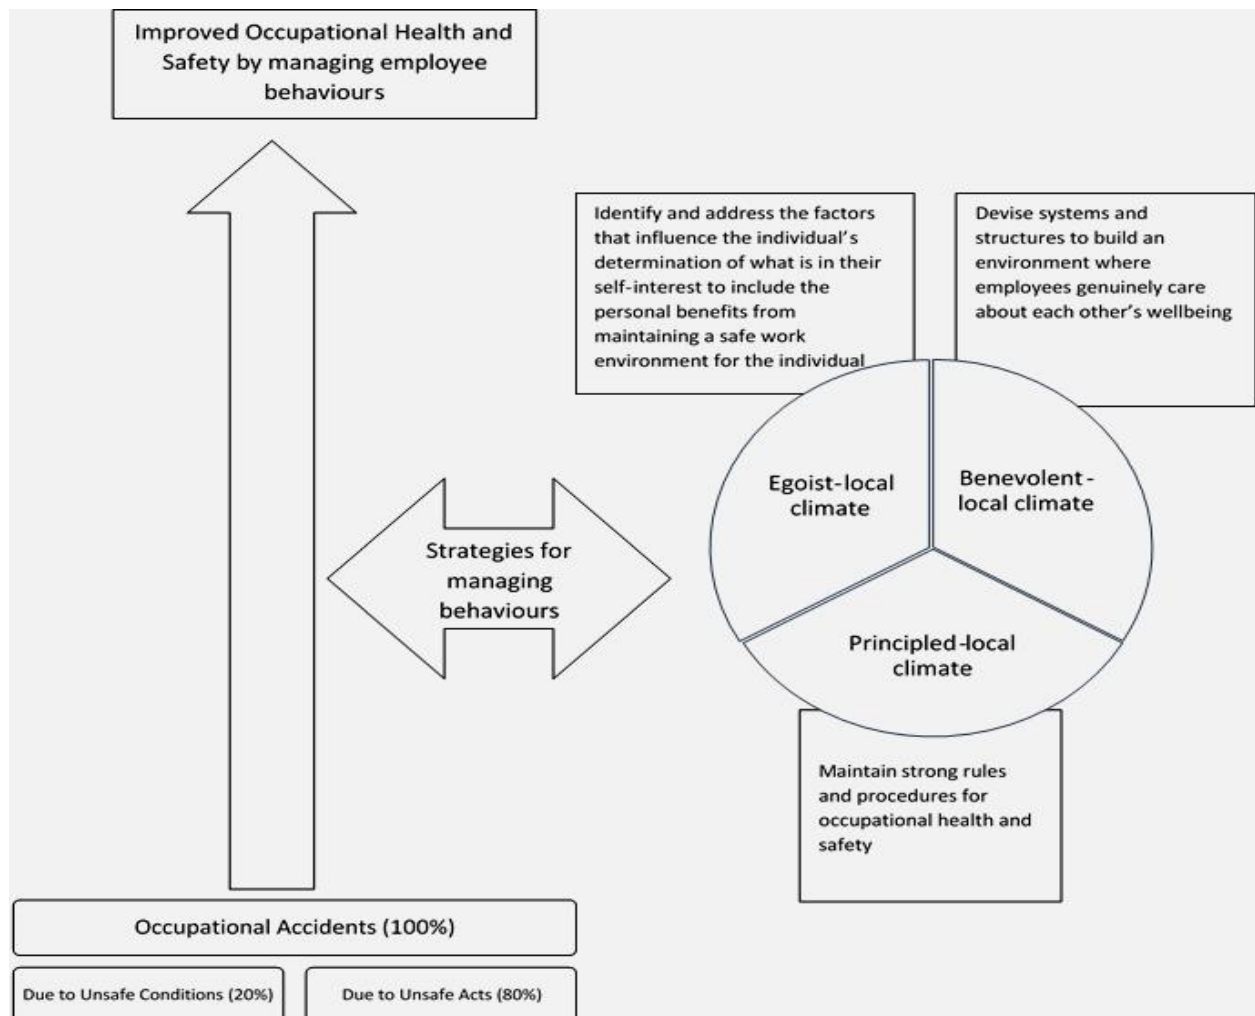 Improved Occupational Health and
Safety by managing employee
behaviours
Identify and address the factors
that influence the individual's
determination of what is in their
self-interest to include the
personal benefits from
maintaining a safe work
environment for the individual
Devise systems and
structures to build an
environment where
employees genuinely care
about each other's wellbeing
Egoist-local
climate
Benevolent-
local climate
Strategies for
managing
behaviours
Principled-local
climate
Maintain strong rules
and procedures for
occupational health and
safety
Occupational Accidents (100%)
Due to Unsafe Conditions (20%)
Due to Unsafe Acts (80%)